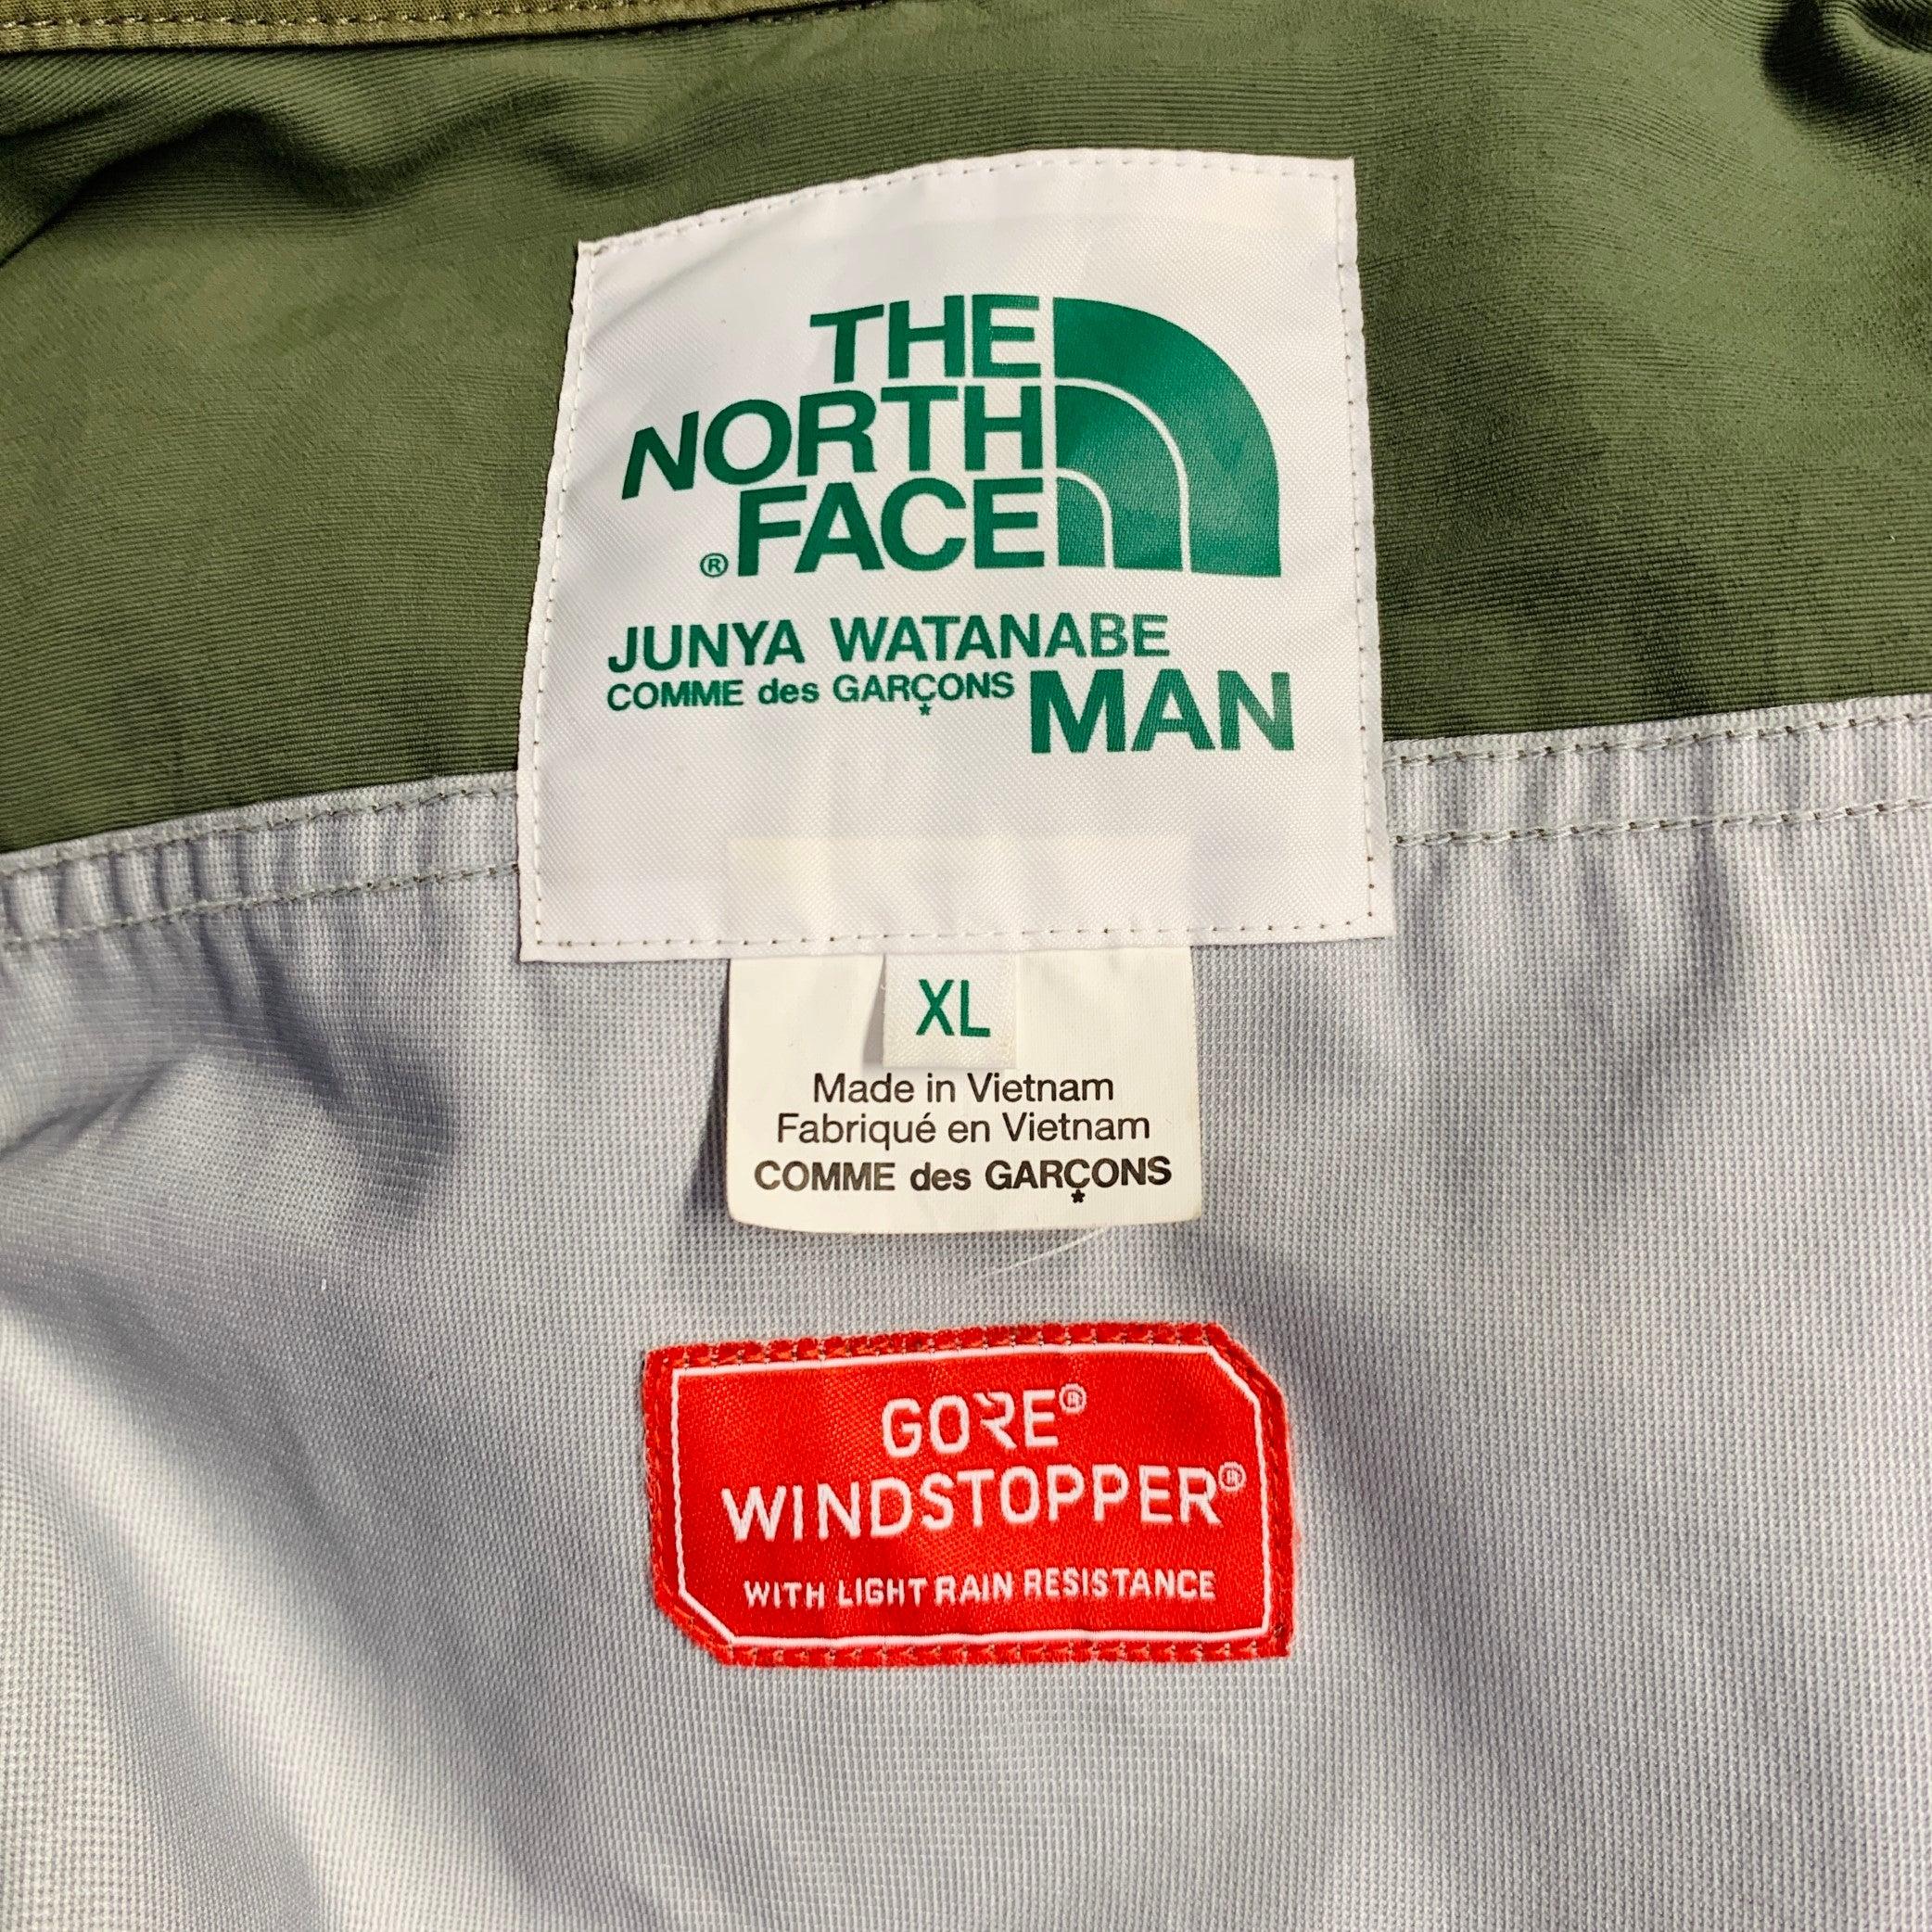 THE
NORTH
FACE
®
JUNYA WATANABE
COMME des GARÇONS MAN
XL
Made in Vietnam
Fabriqué en Vietnam
COMME des GARÇONS
GORE®
WINDSTOPPER®
WITH LIGHT RAIN RESISTANCE